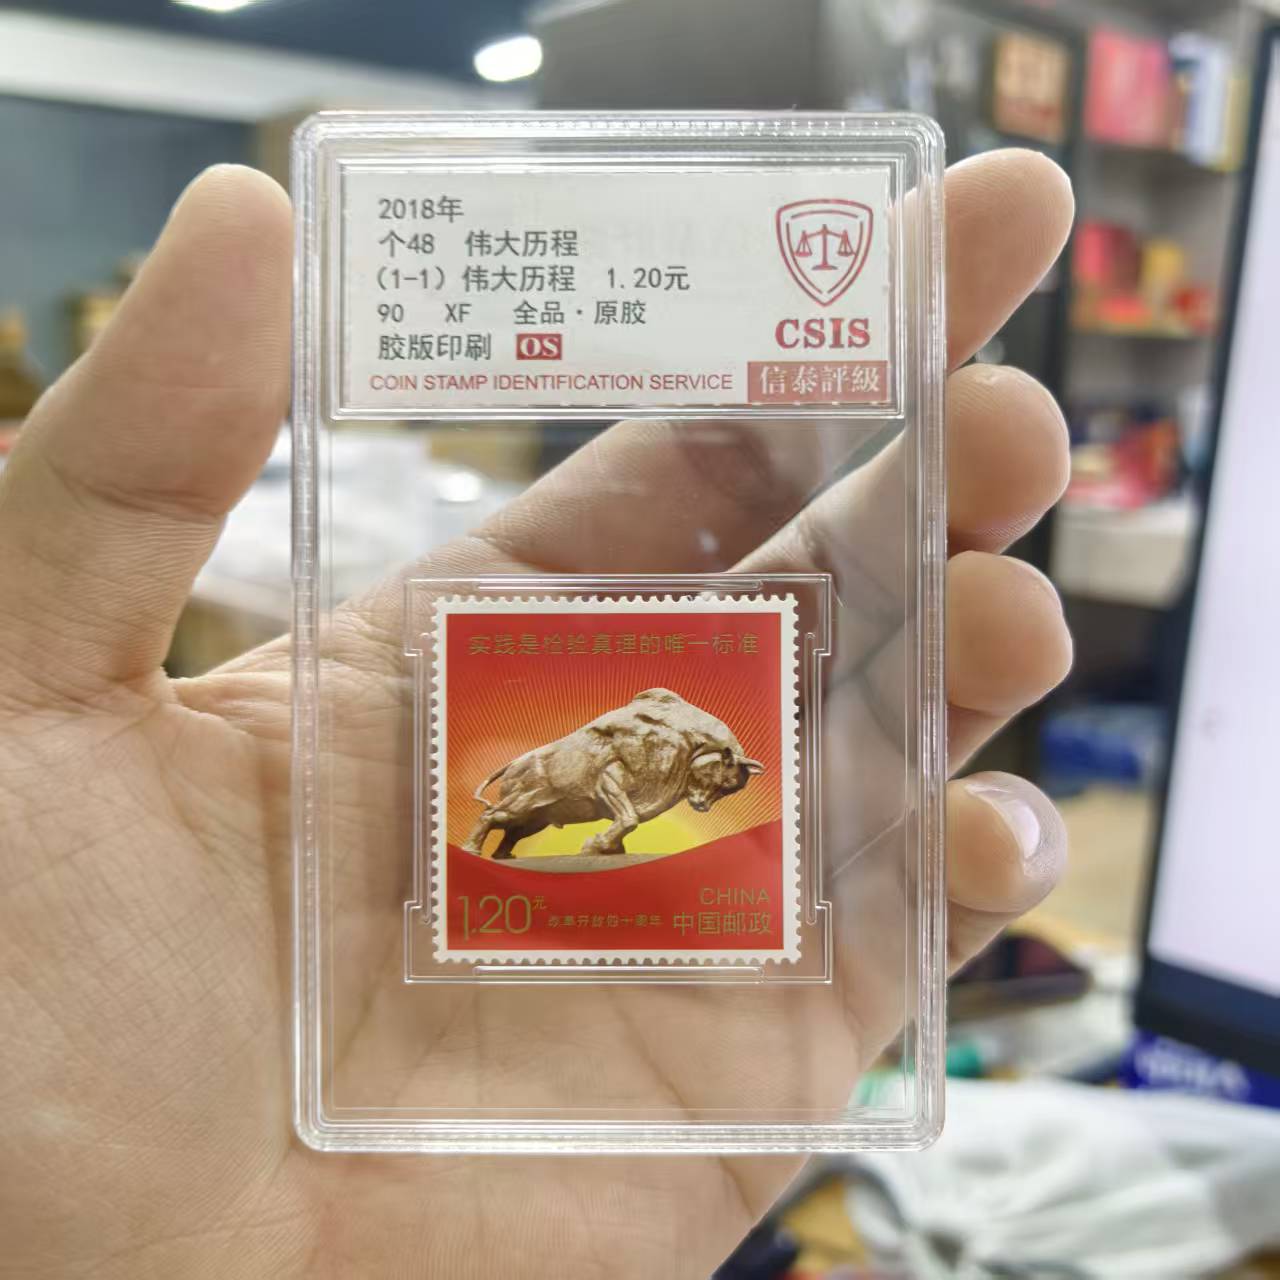 2018年
个48 伟大历程
(1-1) 伟大历程 1.20元
90 XF 全品·原胶
胶版印刷 OS
COIN STAMP IDENTIFICATION SERVICE
CSIS
信泰評級
实践是检验真理的唯一标准
1.20元 改革开放四十周年
CHINA
中国邮政